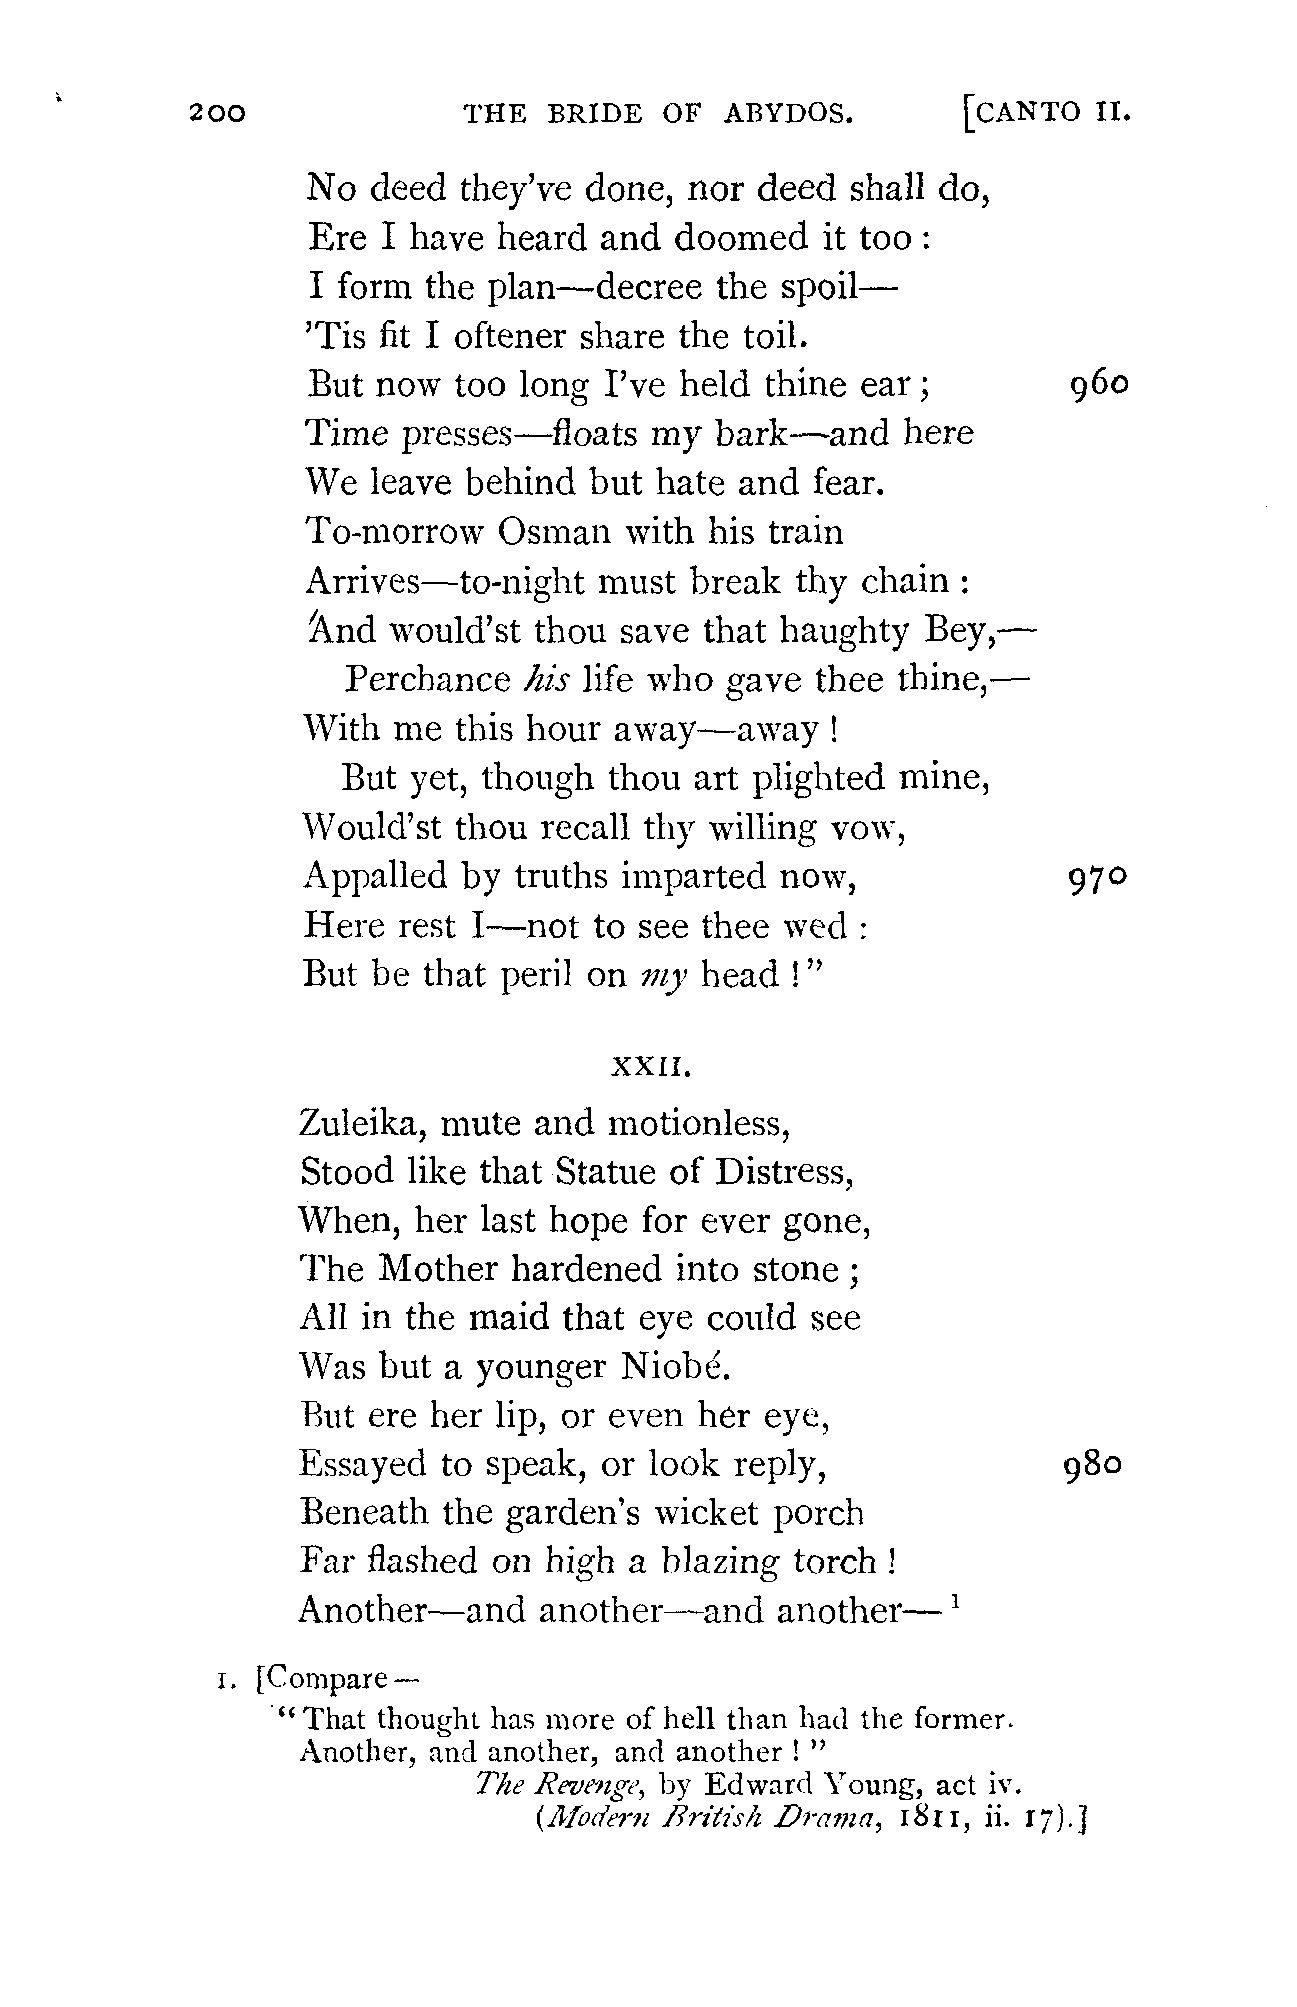 200 THE BRIDE OF ABYDOS. [CANTO II.
No deed they've done, nor deed shall do,
Ere I have heard and doomed it too :
I form the plan—decree the spoil—
'Tis fit I oftener share the toil.
But now too long I've held thine ear ; 960
Time presses—floats my bark—and here
We leave behind but hate and fear.
To-morrow Osman with his train
Arrives—to-night must break thy chain :
And would'st thou save that haughty Bey,—
Perchance his life who gave thee thine,—
With me this hour away—away !
But yet, though thou art plighted mine,
Would'st thou recall thy willing vow,
Appalled by truths imparted now, 970
Here rest I—not to see thee wed :
But be that peril on my head !"
XXII.
Zuleika, mute and motionless,
Stood like that Statue of Distress,
When, her last hope for ever gone,
The Mother hardened into stone ;
All in the maid that eye could see
Was but a younger Niobé.
But ere her lip, or even her eye,
Essayed to speak, or look reply, 980
Beneath the garden's wicket porch
Far flashed on high a blazing torch !
Another—and another—and another— 1
1. [Compare—
"That thought has more of hell than had the former.
Another, and another, and another ! "
The Revenge, by Edward Young, act iv.
(Modern British Drama, 1811, ii. 17).]